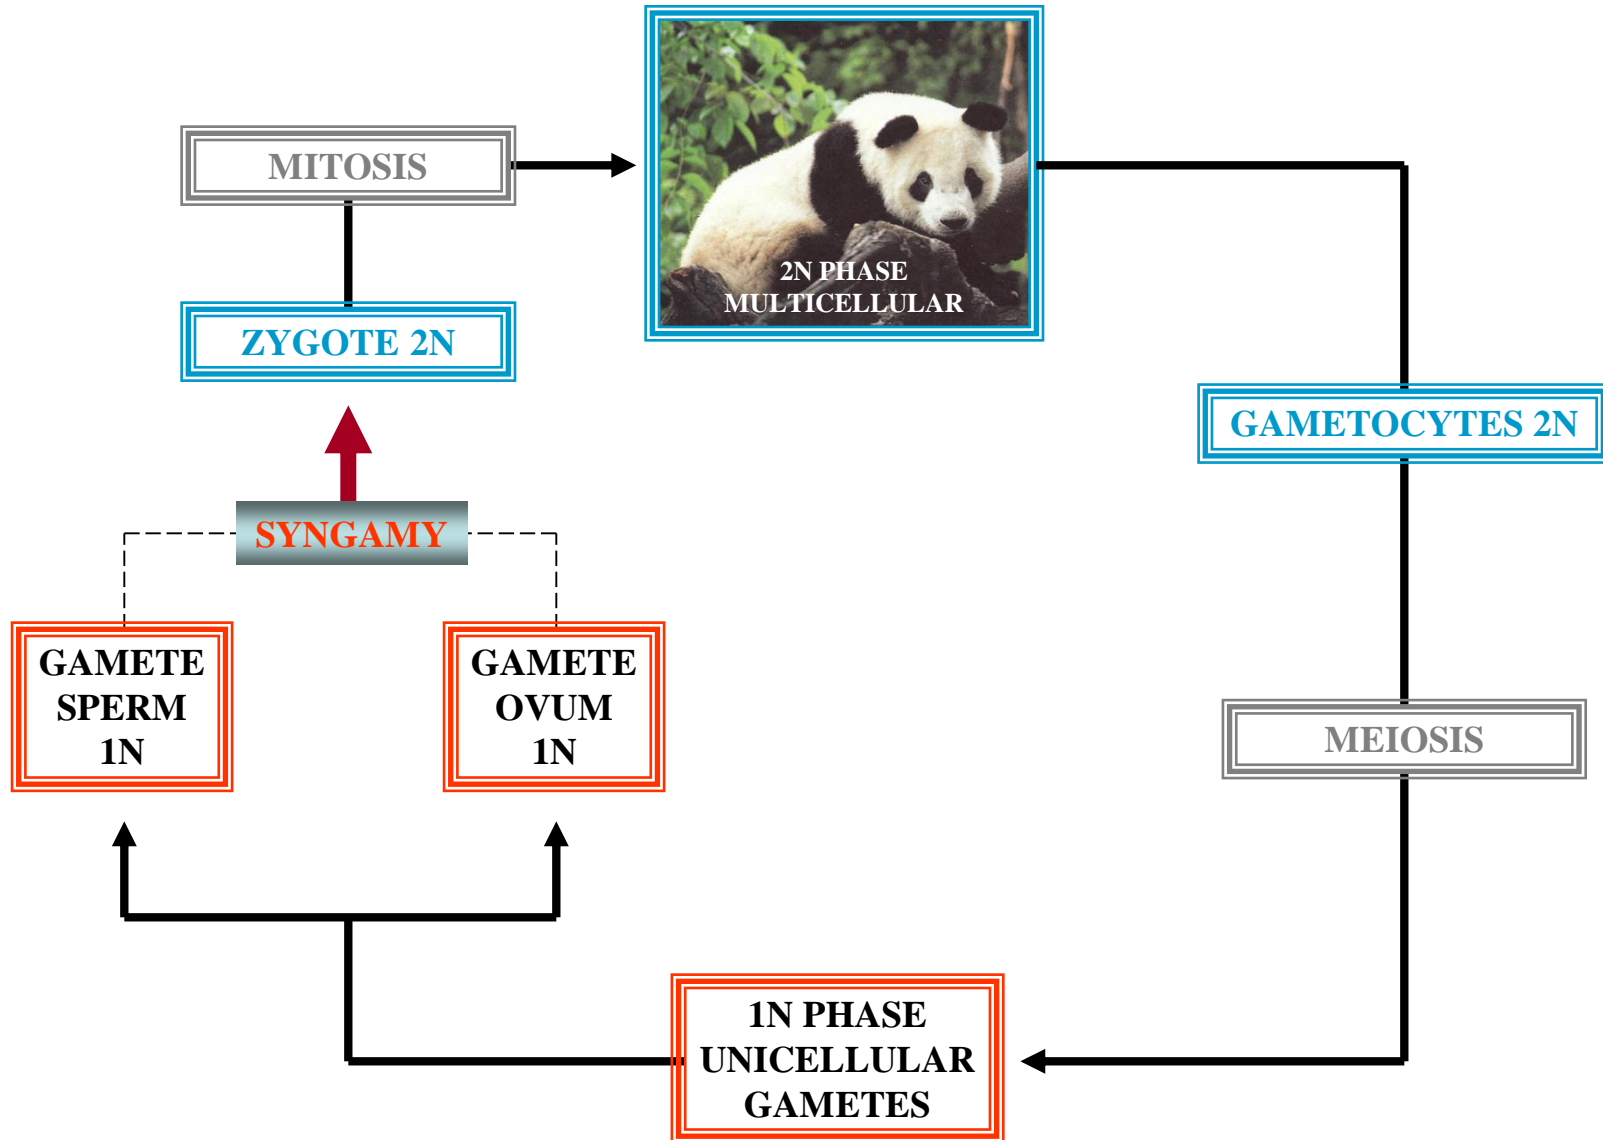 MITOSIS
2N PHASE
MULTICELLULAR
ZYGOTE 2N
GAMETOCYTES 2N
SYNGAMY
GAMETE
SPERM
1N
GAMETE
OVUM
1N
MEIOSIS
1N PHASE
UNICELLULAR
GAMETES